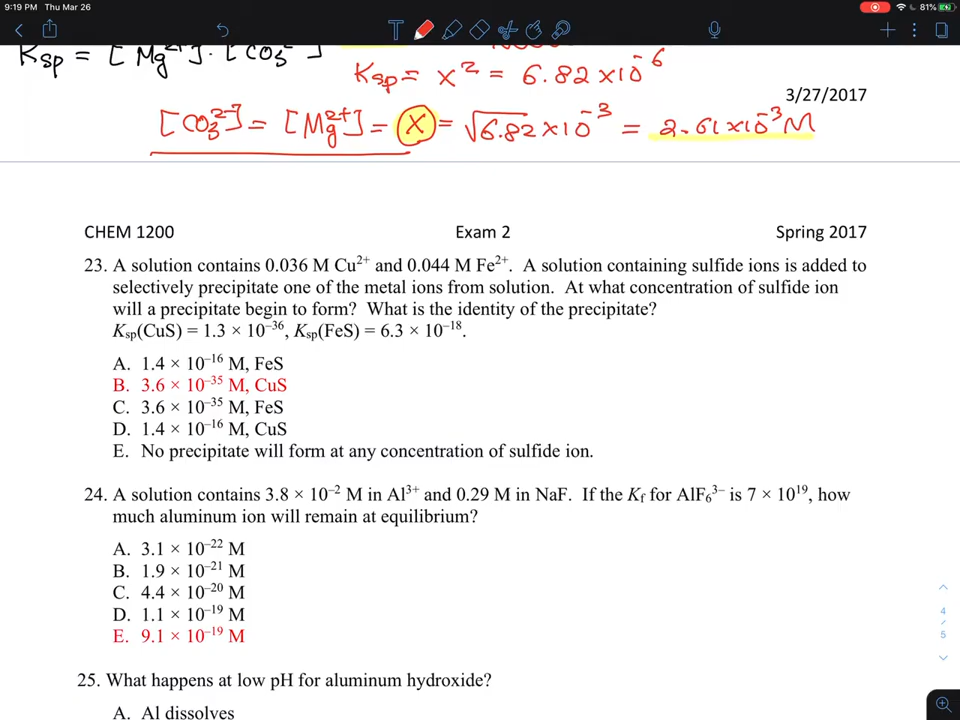 9:19 PM Thu Mar 26
81%
Ksp = [Mg²⁺]·[CO₃²⁻]
Ksp = x² = 6.82 × 10⁻⁶
3/27/2017
[CO₃²⁻] = [Mg²⁺] = x = √6.82 × 10⁻³ = 2.61 × 10⁻³ M
CHEM 1200 Exam 2 Spring 2017
23. A solution contains 0.036 M Cu²⁺ and 0.044 M Fe²⁺. A solution containing sulfide ions is added to
selectively precipitate one of the metal ions from solution. At what concentration of sulfide ion
will a precipitate begin to form? What is the identity of the precipitate?
Ksp(CuS) = 1.3 × 10⁻³⁶, Ksp(FeS) = 6.3 × 10⁻¹⁸.
A. 1.4 × 10⁻¹⁶ M, FeS
B. 3.6 × 10⁻³⁵ M, CuS
C. 3.6 × 10⁻³⁵ M, FeS
D. 1.4 × 10⁻¹⁶ M, CuS
E. No precipitate will form at any concentration of sulfide ion.
24. A solution contains 3.8 × 10⁻² M in Al³⁺ and 0.29 M in NaF. If the Kf for AlF₆³⁻ is 7 × 10¹⁹, how
much aluminum ion will remain at equilibrium?
A. 3.1 × 10⁻²² M
B. 1.9 × 10⁻²¹ M
C. 4.4 × 10⁻²⁰ M
D. 1.1 × 10⁻¹⁹ M
E. 9.1 × 10⁻¹⁹ M
25. What happens at low pH for aluminum hydroxide?
A. Al dissolves
4
/
5